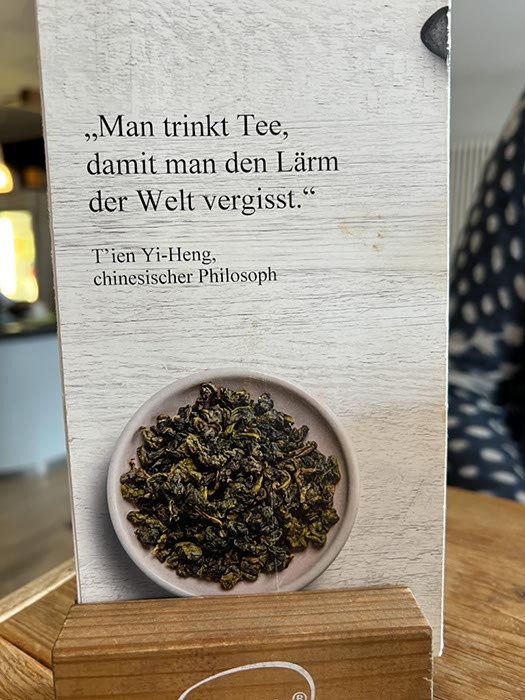 „Man trinkt Tee,
damit man den Lärm
der Welt vergisst.“
T’ien Yi-Heng,
chinesischer Philosoph
®